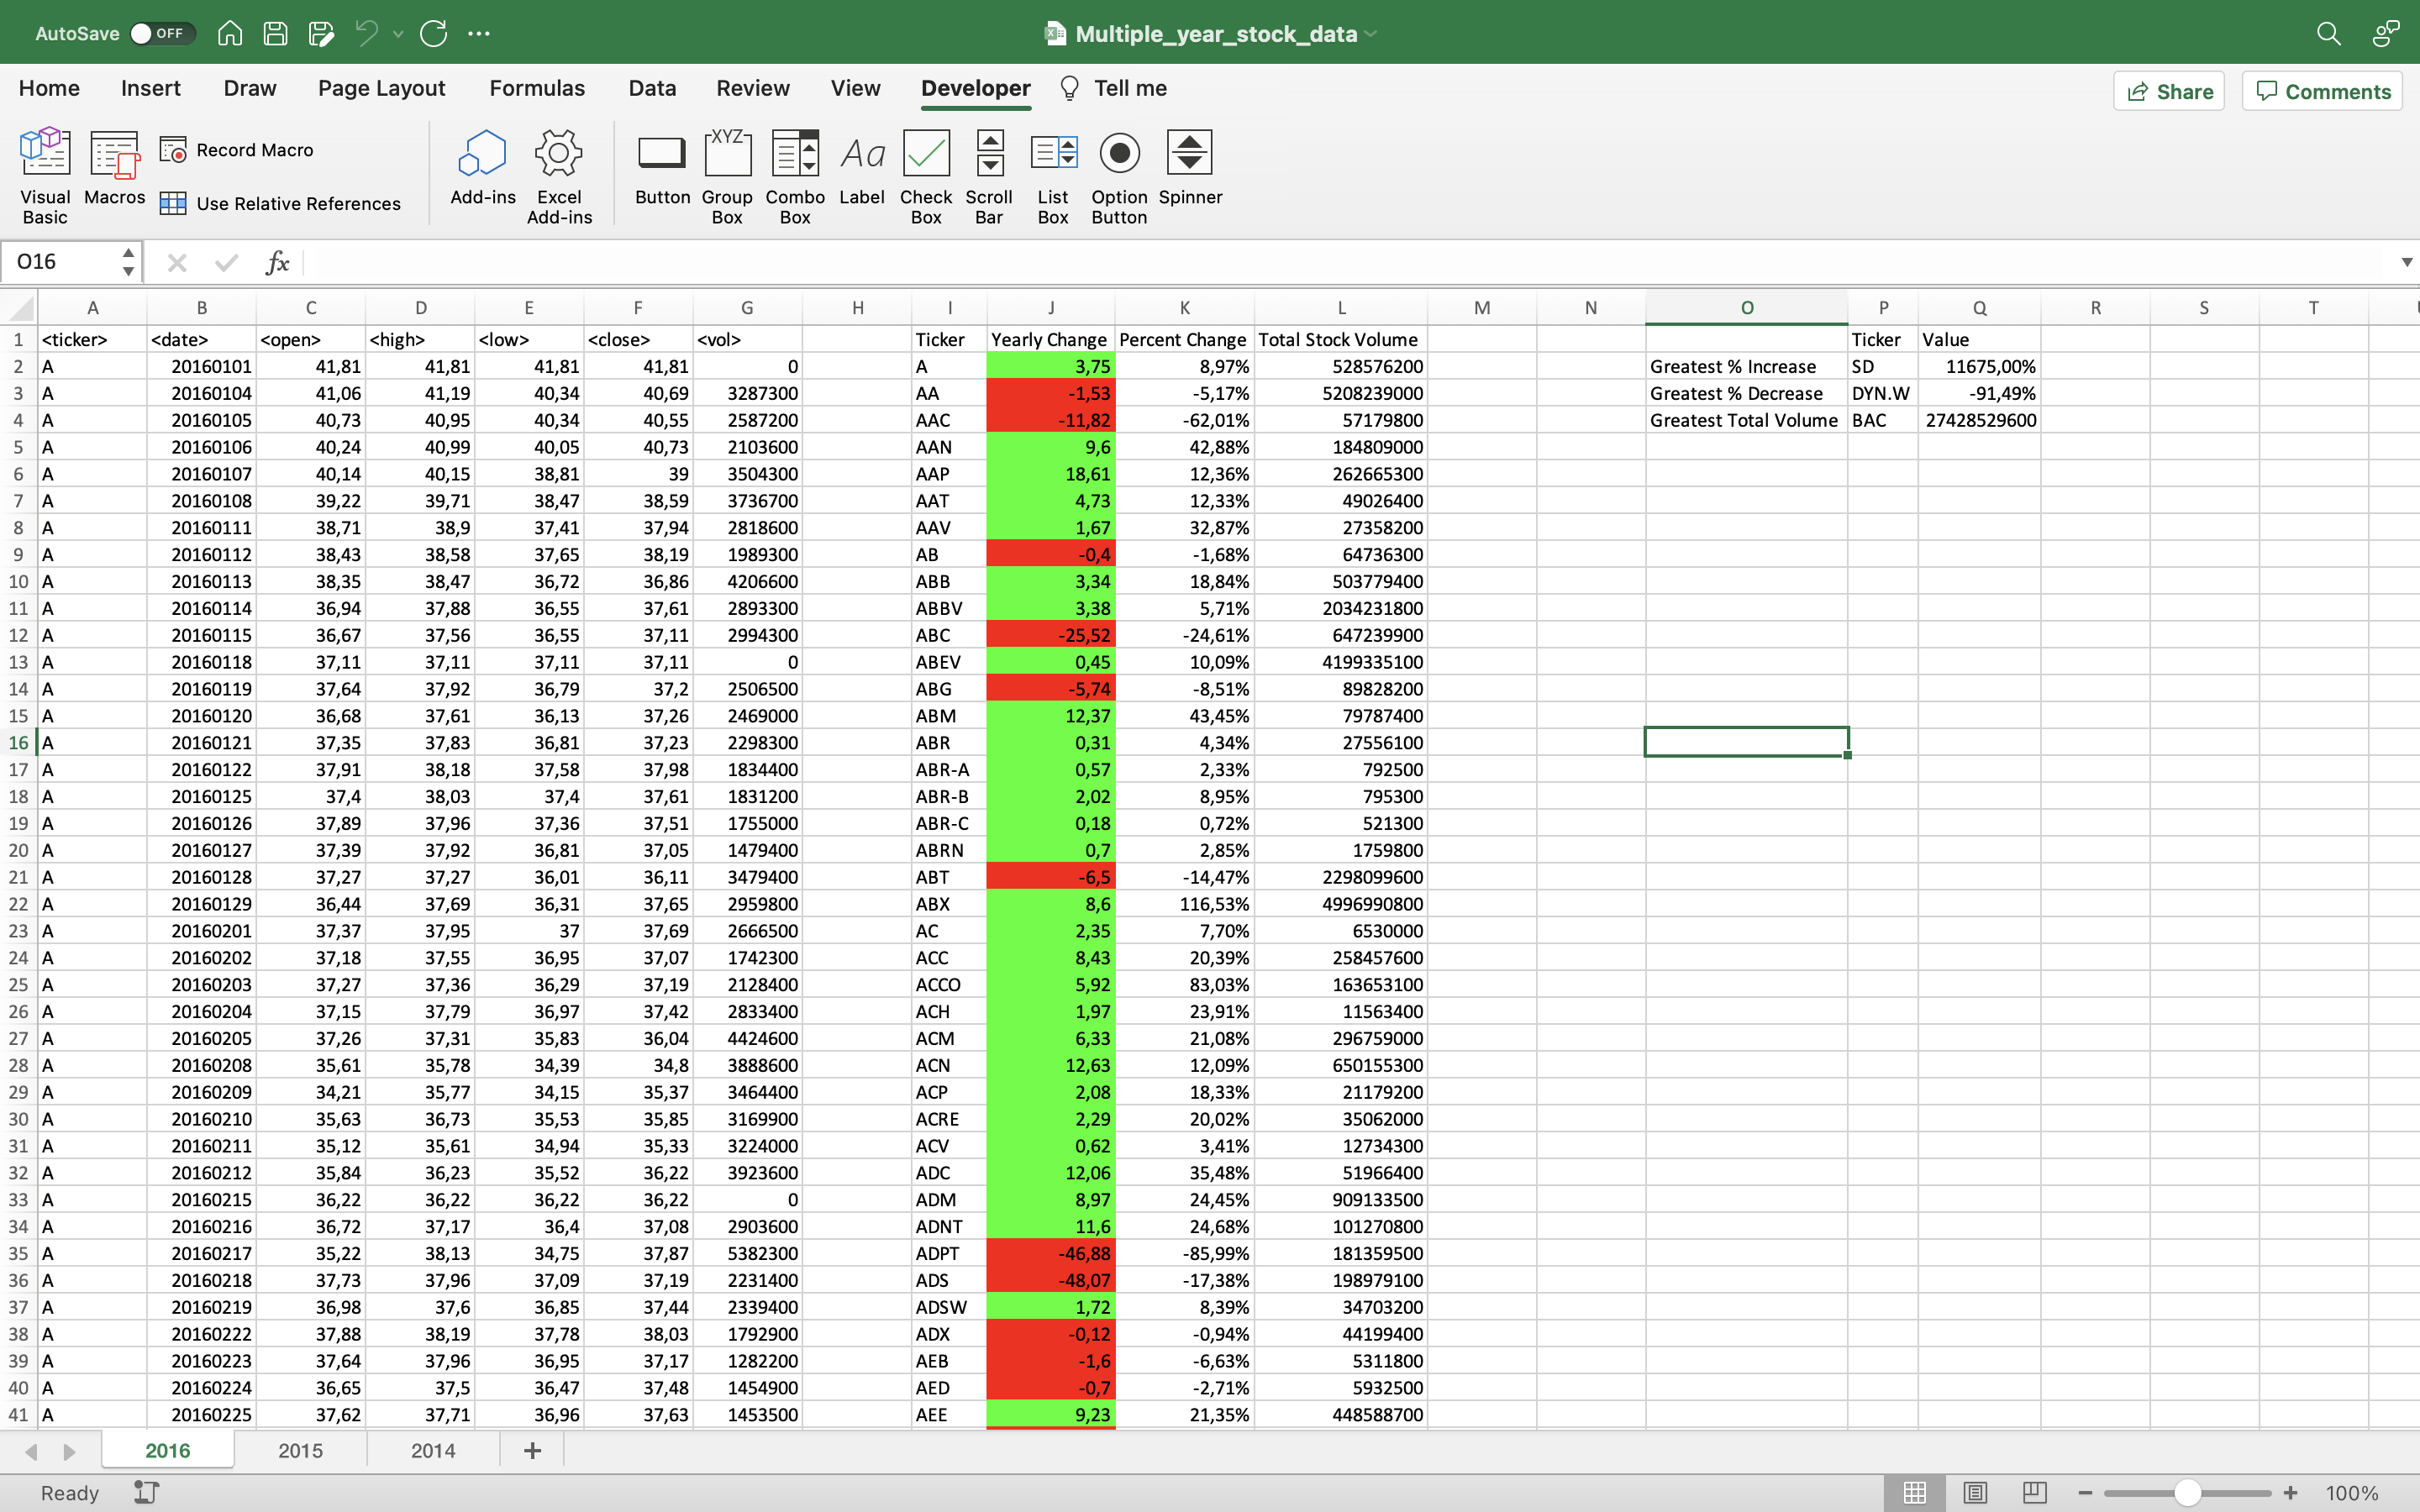 AutoSave OFF Multiple_year_stock_data
Home Insert Draw Page Layout Formulas Data Review View Developer Tell me Share Comments
Visual Basic Macros Record Macro Use Relative References Add-ins Excel Add-ins Button Group Box Combo Box Label Check Box Scroll Bar List Box Option Button Spinner
XYZ Aa
O16 fx
A B C D E F G H I J K L M N O P Q R S T
1 <ticker> <date> <open> <high> <low> <close> <vol> Ticker Yearly Change Percent Change Total Stock Volume Ticker Value
2 A 20160101 41,81 41,81 41,81 41,81 0 A 3,75 8,97% 528576200 Greatest % Increase SD 11675,00%
3 A 20160104 41,06 41,19 40,34 40,69 3287300 AA -1,53 -5,17% 5208239000 Greatest % Decrease DYN.W -91,49%
4 A 20160105 40,73 40,95 40,34 40,55 2587200 AAC -11,82 -62,01% 57179800 Greatest Total Volume BAC 27428529600
5 A 20160106 40,24 40,99 40,05 40,73 2103600 AAN 9,6 42,88% 184809000
6 A 20160107 40,14 40,15 38,81 39 3504300 AAP 18,61 12,36% 262665300
7 A 20160108 39,22 39,71 38,47 38,59 3736700 AAT 4,73 12,33% 49026400
8 A 20160111 38,71 38,9 37,41 37,94 2818600 AAV 1,67 32,87% 27358200
9 A 20160112 38,43 38,58 37,65 38,19 1989300 AB -0,4 -1,68% 64736300
10 A 20160113 38,35 38,47 36,72 36,86 4206600 ABB 3,34 18,84% 503779400
11 A 20160114 36,94 37,88 36,55 37,61 2893300 ABBV 3,38 5,71% 2034231800
12 A 20160115 36,67 37,56 36,55 37,11 2994300 ABC -25,52 -24,61% 647239900
13 A 20160118 37,11 37,11 37,11 37,11 0 ABEV 0,45 10,09% 4199335100
14 A 20160119 37,64 37,92 36,79 37,2 2506500 ABG -5,74 -8,51% 89828200
15 A 20160120 36,68 37,61 36,13 37,26 2469000 ABM 12,37 43,45% 79787400
16 A 20160121 37,35 37,83 36,81 37,23 2298300 ABR 0,31 4,34% 27556100
17 A 20160122 37,91 38,18 37,58 37,98 1834400 ABR-A 0,57 2,33% 792500
18 A 20160125 37,4 38,03 37,4 37,61 1831200 ABR-B 2,02 8,95% 795300
19 A 20160126 37,89 37,96 37,36 37,51 1755000 ABR-C 0,18 0,72% 521300
20 A 20160127 37,39 37,92 36,81 37,05 1479400 ABRN 0,7 2,85% 1759800
21 A 20160128 37,27 37,27 36,01 36,11 3479400 ABT -6,5 -14,47% 2298099600
22 A 20160129 36,44 37,69 36,31 37,65 2959800 ABX 8,6 116,53% 4996990800
23 A 20160201 37,37 37,95 37 37,69 2666500 AC 2,35 7,70% 6530000
24 A 20160202 37,18 37,55 36,95 37,07 1742300 ACC 8,43 20,39% 258457600
25 A 20160203 37,27 37,36 36,29 37,19 2128400 ACCO 5,92 83,03% 163653100
26 A 20160204 37,15 37,79 36,97 37,42 2833400 ACH 1,97 23,91% 11563400
27 A 20160205 37,26 37,31 35,83 36,04 4424600 ACM 6,33 21,08% 296759000
28 A 20160208 35,61 35,78 34,39 34,8 3888600 ACN 12,63 12,09% 650155300
29 A 20160209 34,21 35,77 34,15 35,37 3464400 ACP 2,08 18,33% 21179200
30 A 20160210 35,63 36,73 35,53 35,85 3169900 ACRE 2,29 20,02% 35062000
31 A 20160211 35,12 35,61 34,94 35,33 3224000 ACV 0,62 3,41% 12734300
32 A 20160212 35,84 36,23 35,52 36,22 3923600 ADC 12,06 35,48% 51966400
33 A 20160215 36,22 36,22 36,22 36,22 0 ADM 8,97 24,45% 909133500
34 A 20160216 36,72 37,17 36,4 37,08 2903600 ADNT 11,6 24,68% 101270800
35 A 20160217 35,22 38,13 34,75 37,87 5382300 ADPT -46,88 -85,99% 181359500
36 A 20160218 37,73 37,96 37,09 37,19 2231400 ADS -48,07 -17,38% 198979100
37 A 20160219 36,98 37,6 36,85 37,44 2339400 ADSW 1,72 8,39% 34703200
38 A 20160222 37,88 38,19 37,78 38,03 1792900 ADX -0,12 -0,94% 44199400
39 A 20160223 37,64 37,96 36,95 37,17 1282200 AEB -1,6 -6,63% 5311800
40 A 20160224 36,65 37,5 36,47 37,48 1454900 AED -0,7 -2,71% 5932500
41 A 20160225 37,62 37,71 36,96 37,63 1453500 AEE 9,23 21,35% 448588700
2016 2015 2014 +
Ready 100%